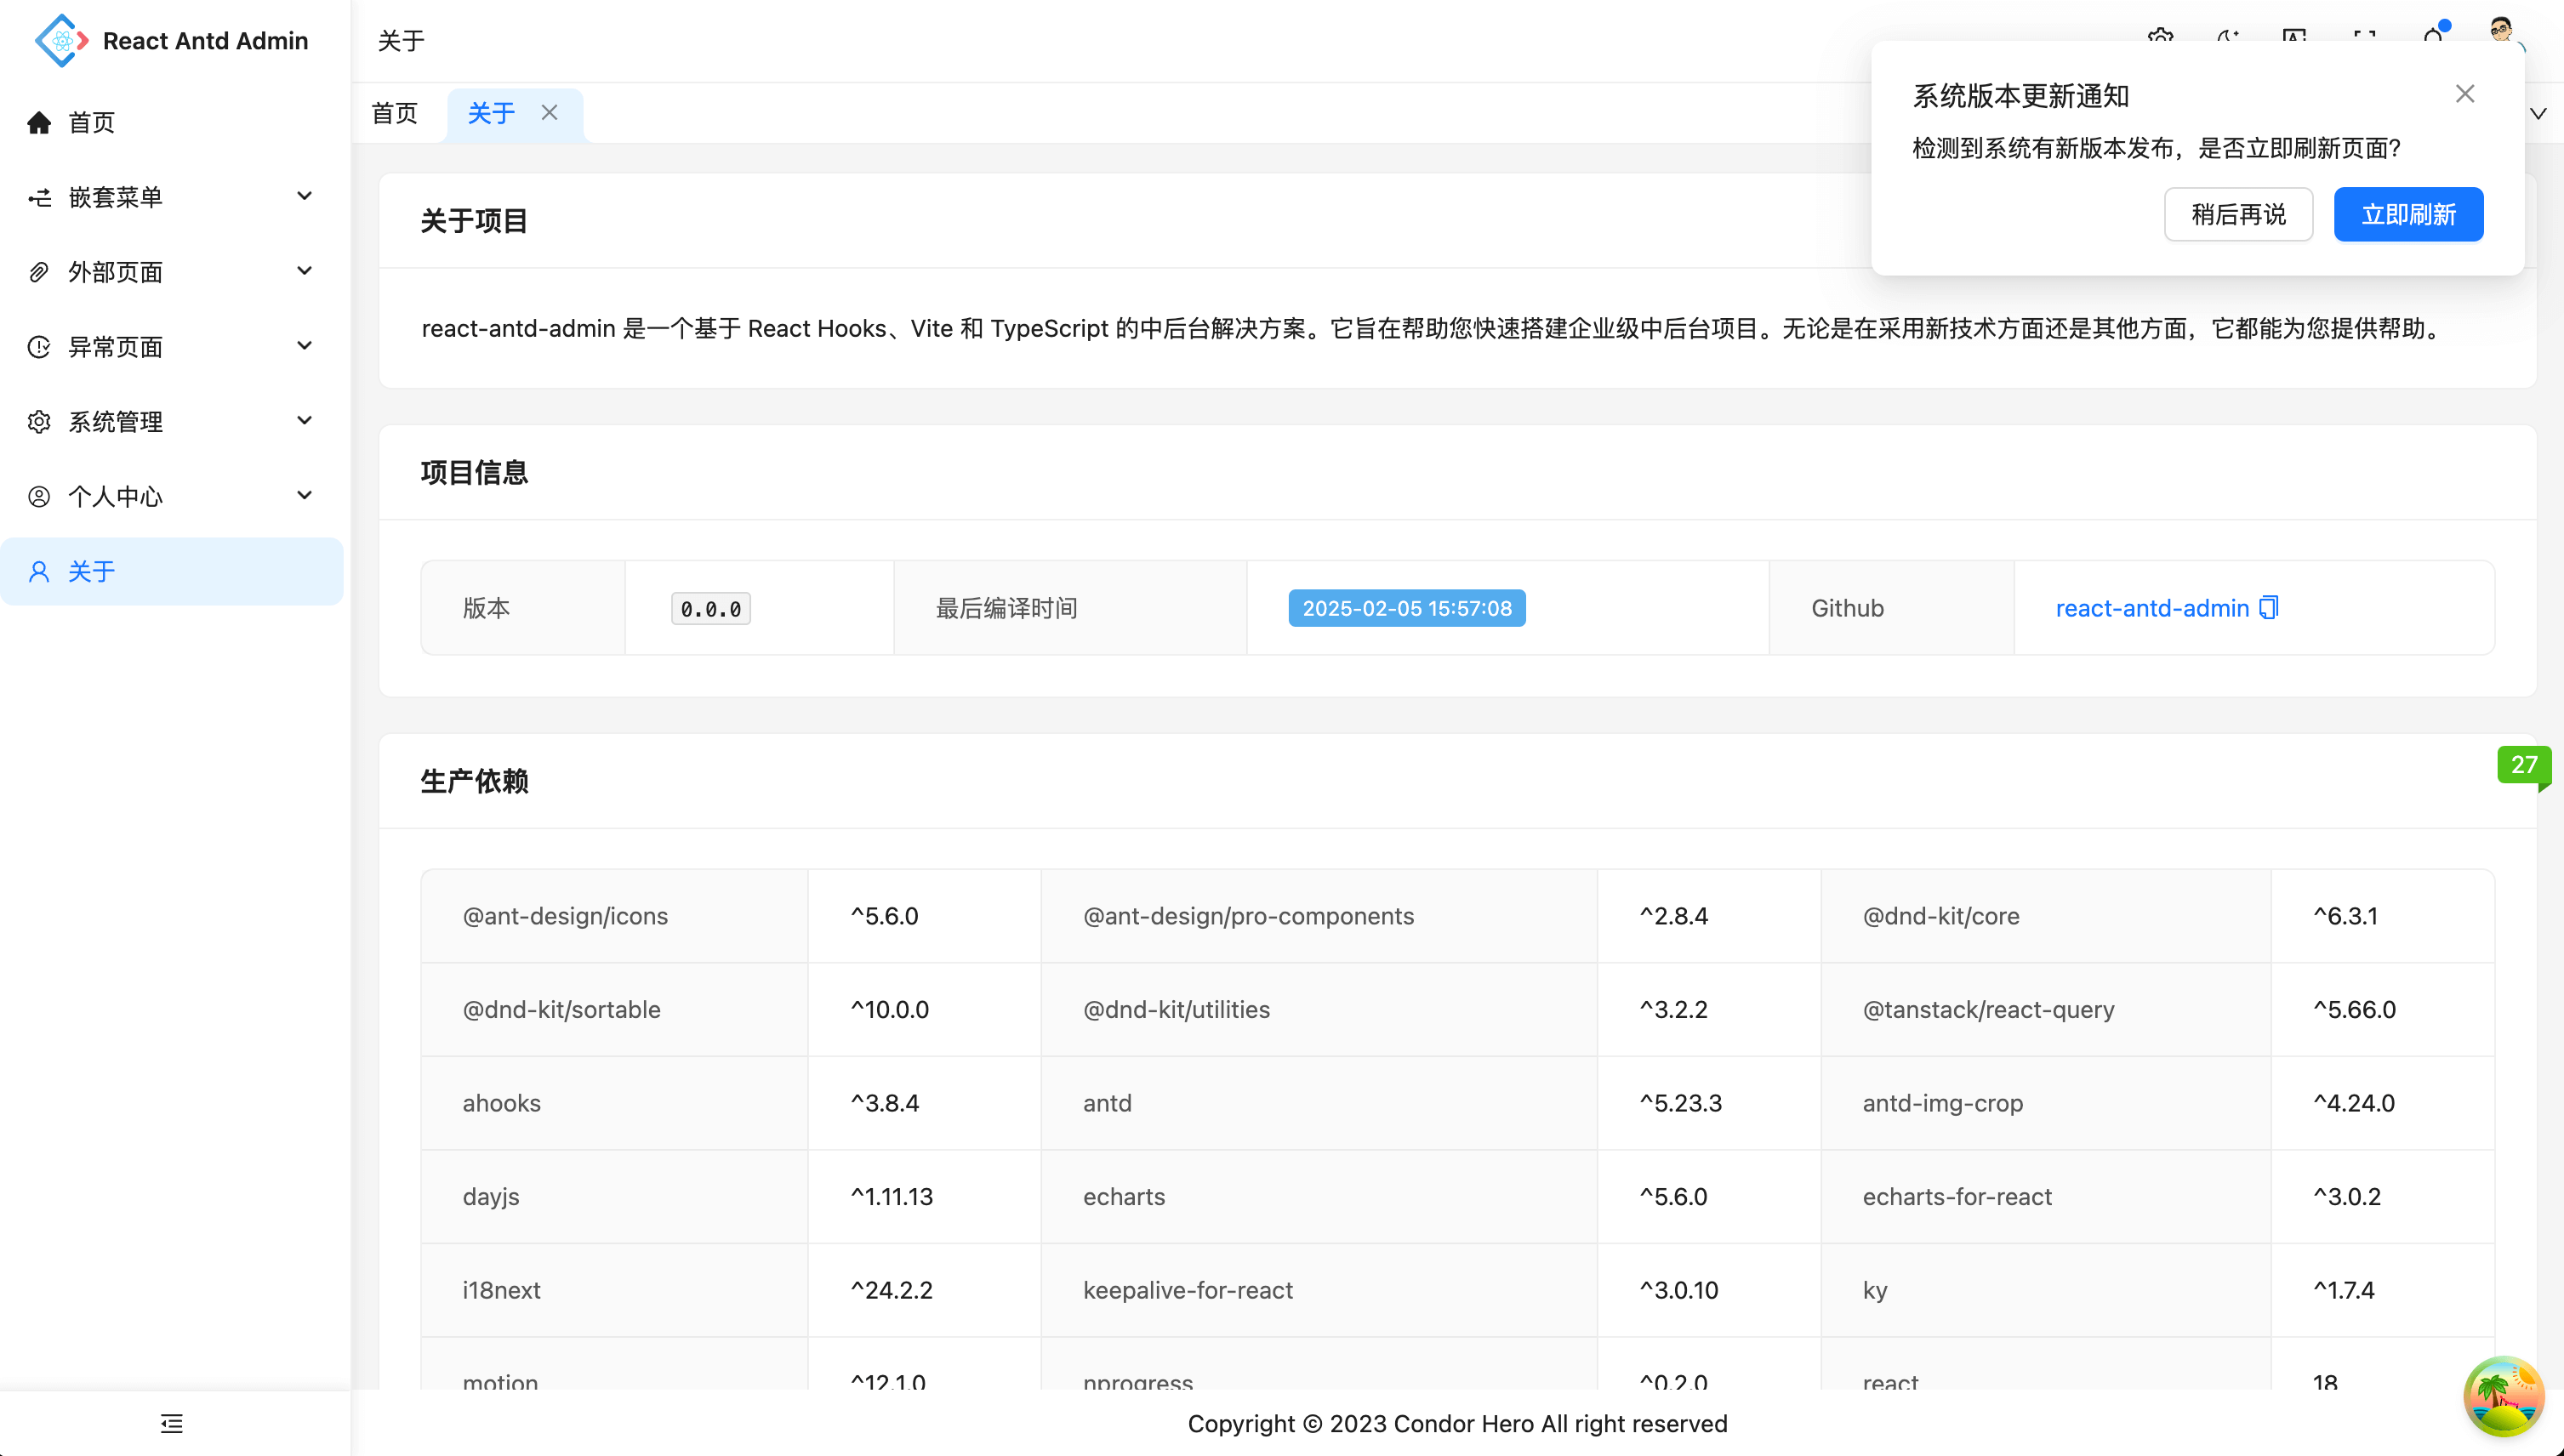 React Antd Admin
首页
嵌套菜单
外部页面
异常页面
系统管理
个人中心
关于
关于
首页
关于
系统版本更新通知
检测到系统有新版本发布，是否立即刷新页面?
稍后再说
立即刷新
关于项目
react-antd-admin 是一个基于 React Hooks、Vite 和 TypeScript 的中后台解决方案。它旨在帮助您快速搭建企业级中后台项目。无论是在采用新技术方面还是其他方面，它都能为您提供帮助。
项目信息
版本 0.0.0 最后编译时间 2025-02-05 15:57:08 Github react-antd-admin
生产依赖
27
@ant-design/icons ^5.6.0 @ant-design/pro-components ^2.8.4 @dnd-kit/core ^6.3.1
@dnd-kit/sortable ^10.0.0 @dnd-kit/utilities ^3.2.2 @tanstack/react-query ^5.66.0
ahooks ^3.8.4 antd ^5.23.3 antd-img-crop ^4.24.0
dayjs ^1.11.13 echarts ^5.6.0 echarts-for-react ^3.0.2
i18next ^24.2.2 keepalive-for-react ^3.0.10 ky ^1.7.4
motion ^12.1.0 nprogress ^0.2.0 react 18
Copyright © 2023 Condor Hero All right reserved